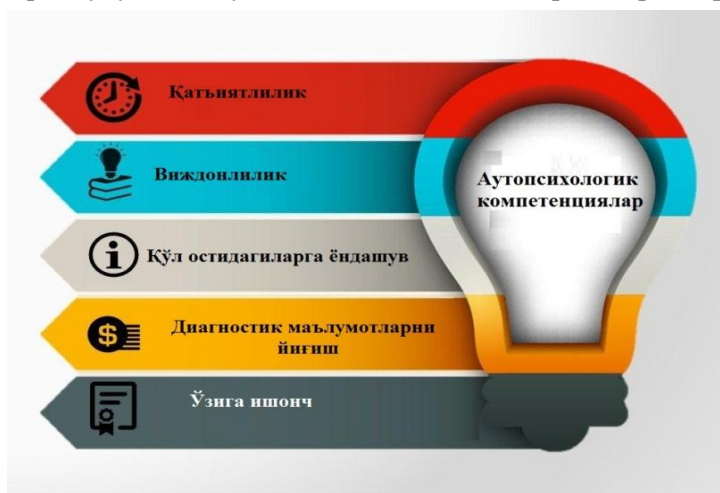 Қатъиятлилик
Виждонлилик
Аутопсихологик
компетенциялар
Қўл остидагиларга ёндашув
Диагностик маълумотларни
йиғиш
Ўзига ишонч